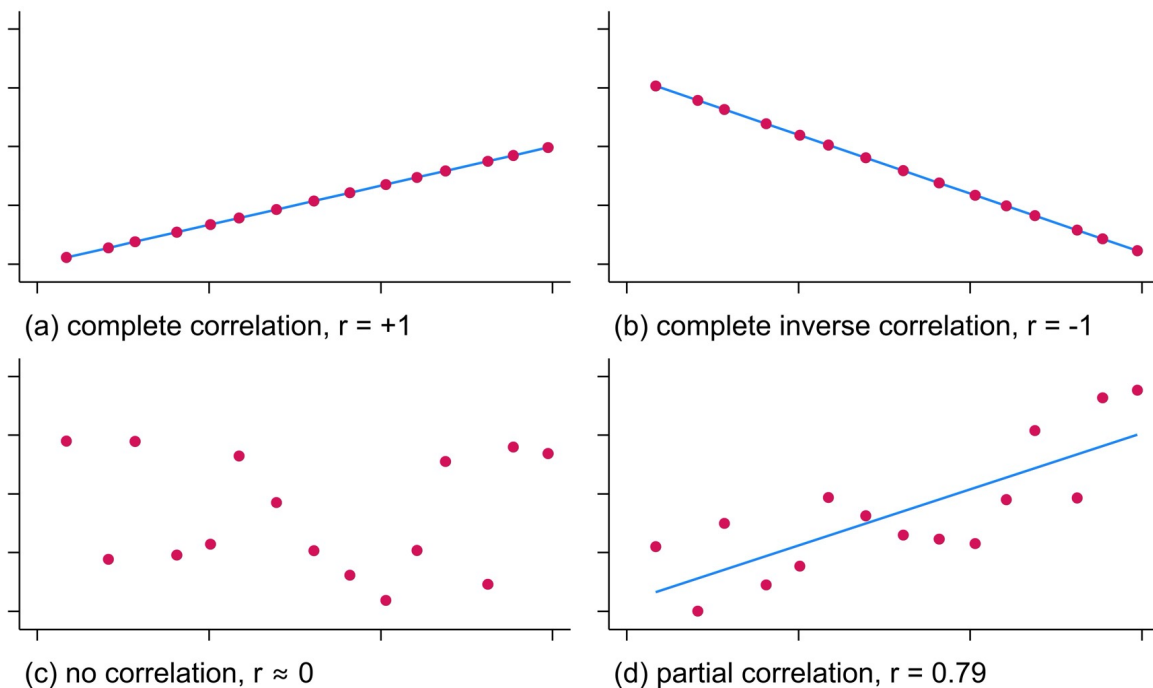 (a) complete correlation, r = +1
(b) complete inverse correlation, r = -1
(c) no correlation, r ≈ 0
(d) partial correlation, r = 0.79